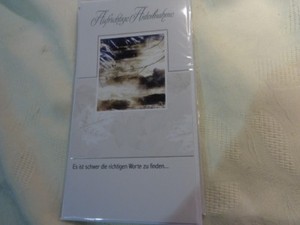 Aufrichtige Anteilnahme
Es ist schwer die richtigen Worte zu finden...